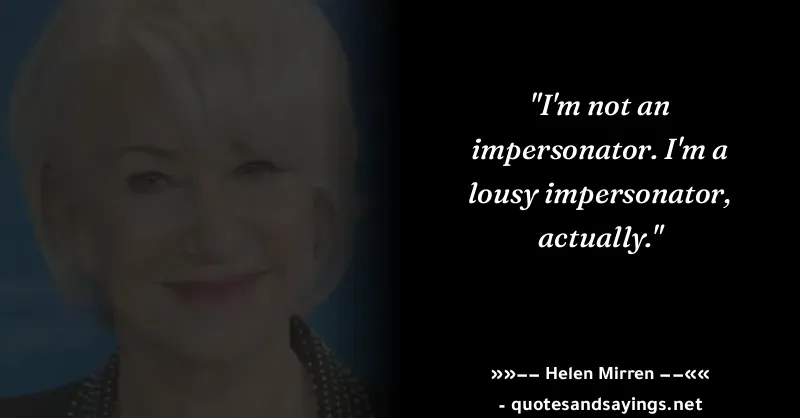 "I'm not an
impersonator. I'm a
lousy impersonator,
actually."
»»−− Helen Mirren −−««
- quotesandsayings.net